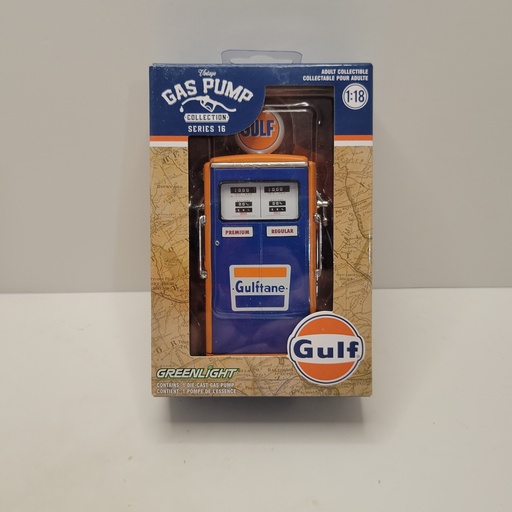 Vintage
GAS PUMP
COLLECTION
SERIES 16
ADULT COLLECTIBLE
COLLECTABLE POUR ADULTE
1:18
GULF
PREMIUM
REGULAR
Gulftane
Gulf
GREENLIGHT
CONTAINS: 1 DIE-CAST GAS PUMP
CONTIENT: 1 POMPE DE L'ESSENCE